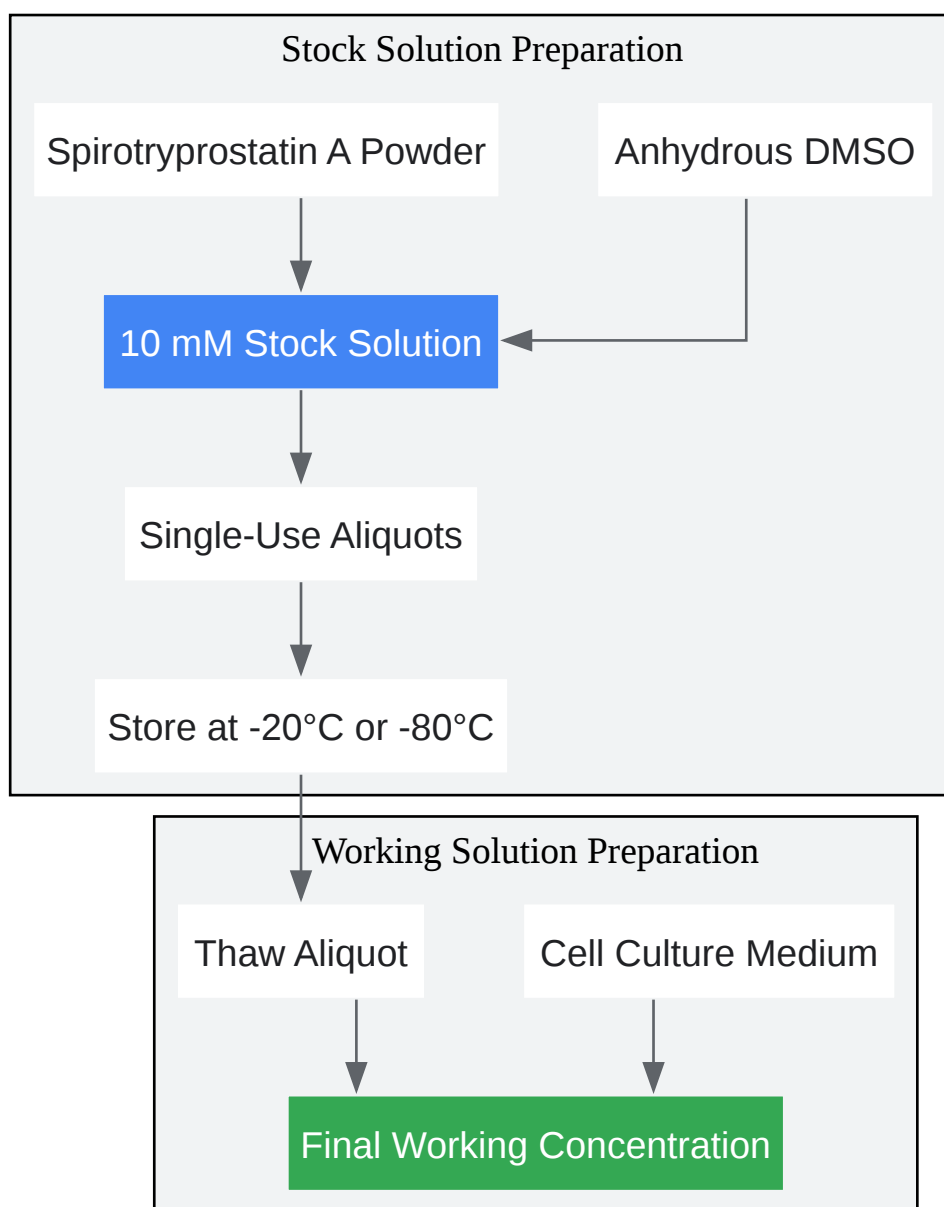 Stock Solution Preparation
Spirotryprostatin A Powder
Anhydrous DMSO
10 mM Stock Solution
Single-Use Aliquots
Store at -20°C or -80°C
Working Solution Preparation
Thaw Aliquot
Cell Culture Medium
Final Working Concentration